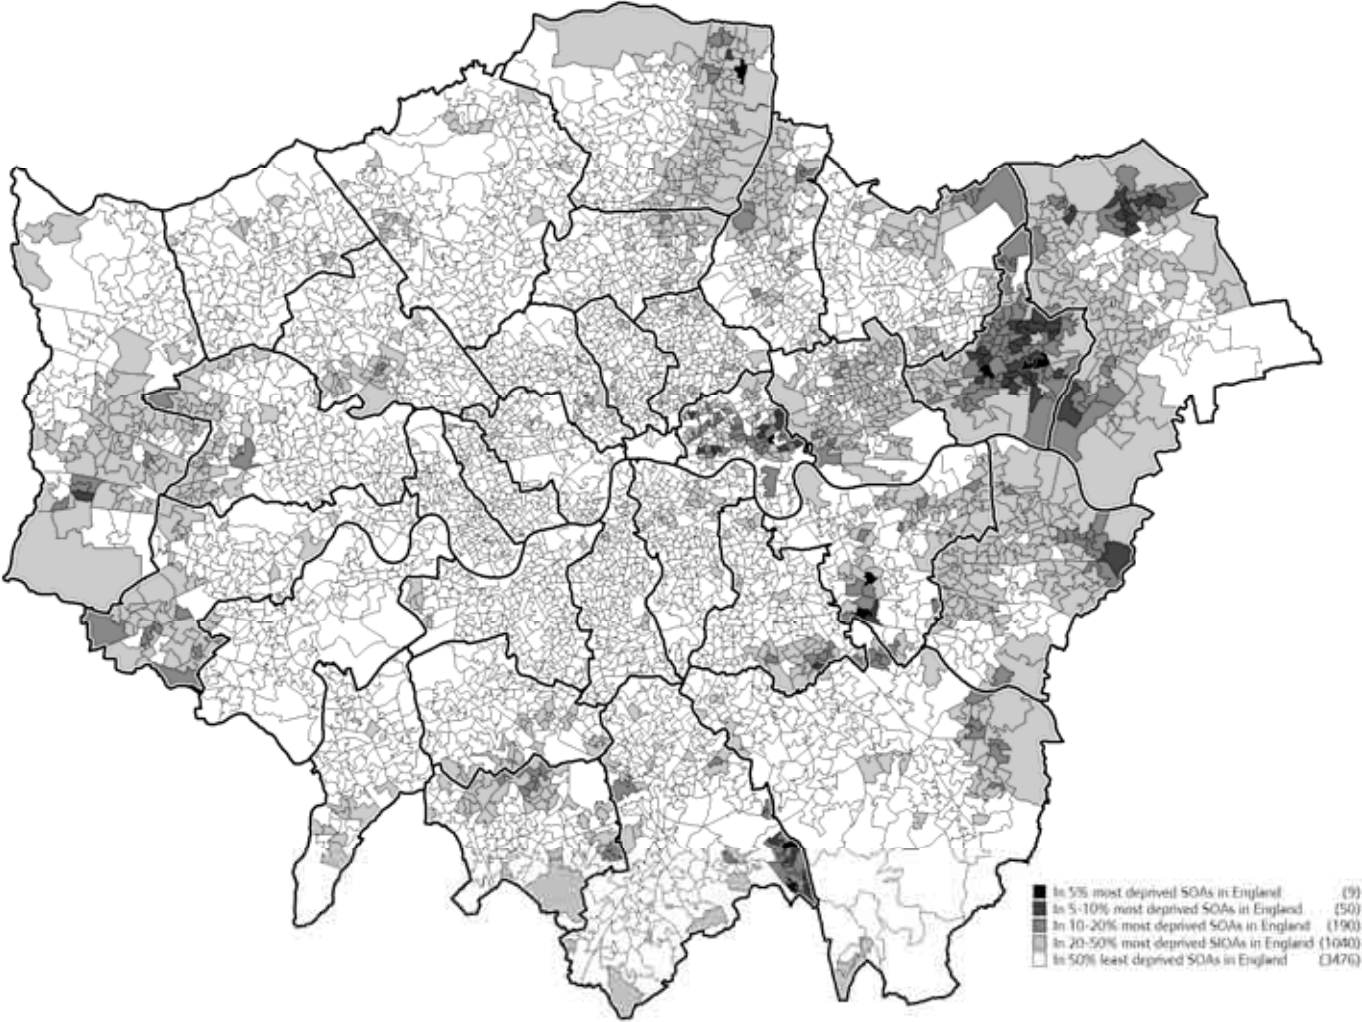 In 5% most deprived SOAs in England (9)
In 5-10% most deprived SOAs in England (50)
In 10-20% most deprived SOAs in England (190)
In 20-50% most deprived SIOAs in England (1040)
In 50% least deprived SOAs in England (3476)